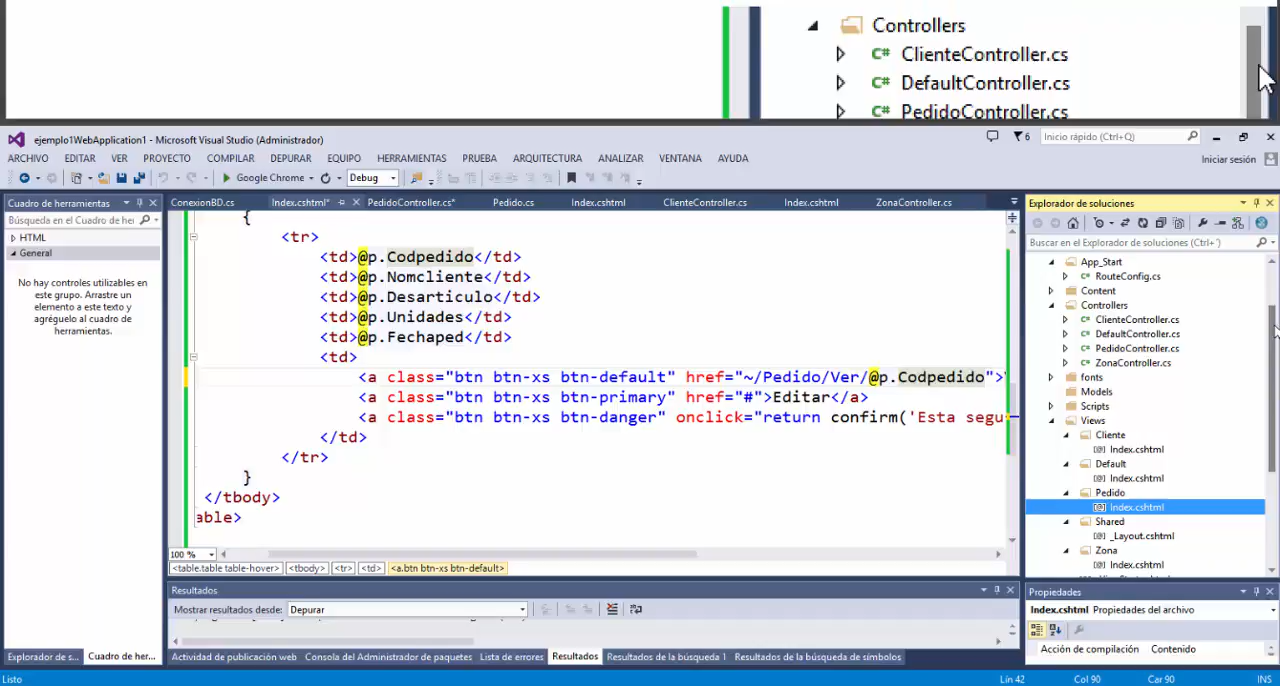 Controllers
C# ClienteController.cs
C# DefaultController.cs
C# PedidoController.cs
ejemplo1WebApplication1 - Microsoft Visual Studio (Administrador)
6
Inicio rápido (Ctrl+Q)
ARCHIVO EDITAR VER PROYECTO COMPILAR DEPURAR EQUIPO HERRAMIENTAS PRUEBA ARQUITECTURA ANALIZAR VENTANA AYUDA
Iniciar sesión
Google Chrome
Debug
Cuadro de herramientas
ConexionBD.cs Index.cshtml* PedidoController.cs* Pedido.cs Index.cshtml ClienteController.cs Index.cshtml ZonaController.cs
Explorador de soluciones
Búsqueda en el Cuadro de her
HTML
General
No hay controles utilizables en
este grupo. Arrastre un
elemento a este texto y
agréguelo al cuadro de
herramientas.
{
<tr>
<td>@p.Codpedido</td>
<td>@p.Nomcliente</td>
<td>@p.Desarticulo</td>
<td>@p.Unidades</td>
<td>@p.Fechaped</td>
<td>
<a class="btn btn-xs btn-default" href="~/Pedido/Ver/@p.Codpedido">
<a class="btn btn-xs btn-primary" href="#">Editar</a>
<a class="btn btn-xs btn-danger" onclick="return confirm('Esta segu
</td>
</tr>
}
</tbody>
able>
100 %
<table.table table-hover> <tbody> <tr> <td> <a.btn btn-xs btn-default>
Buscar en el Explorador de soluciones (Ctrl+´)
App_Start
C# RouteConfig.cs
Content
Controllers
C# ClienteController.cs
C# DefaultController.cs
C# PedidoController.cs
C# ZonaController.cs
fonts
Models
Scripts
Views
Cliente
Index.cshtml
Default
Index.cshtml
Pedido
Index.cshtml
Shared
_Layout.cshtml
Zona
Index.cshtml
Resultados
Mostrar resultados desde: Depurar
Propiedades
Index.cshtml Propiedades del archivo
Acción de compilación Contenido
Explorador de s... Cuadro de her...
Actividad de publicación web Consola del Administrador de paquetes Lista de errores Resultados Resultados de la búsqueda 1 Resultados de la búsqueda de símbolos
Listo
Lín 42 Col 90 Car 90 INS